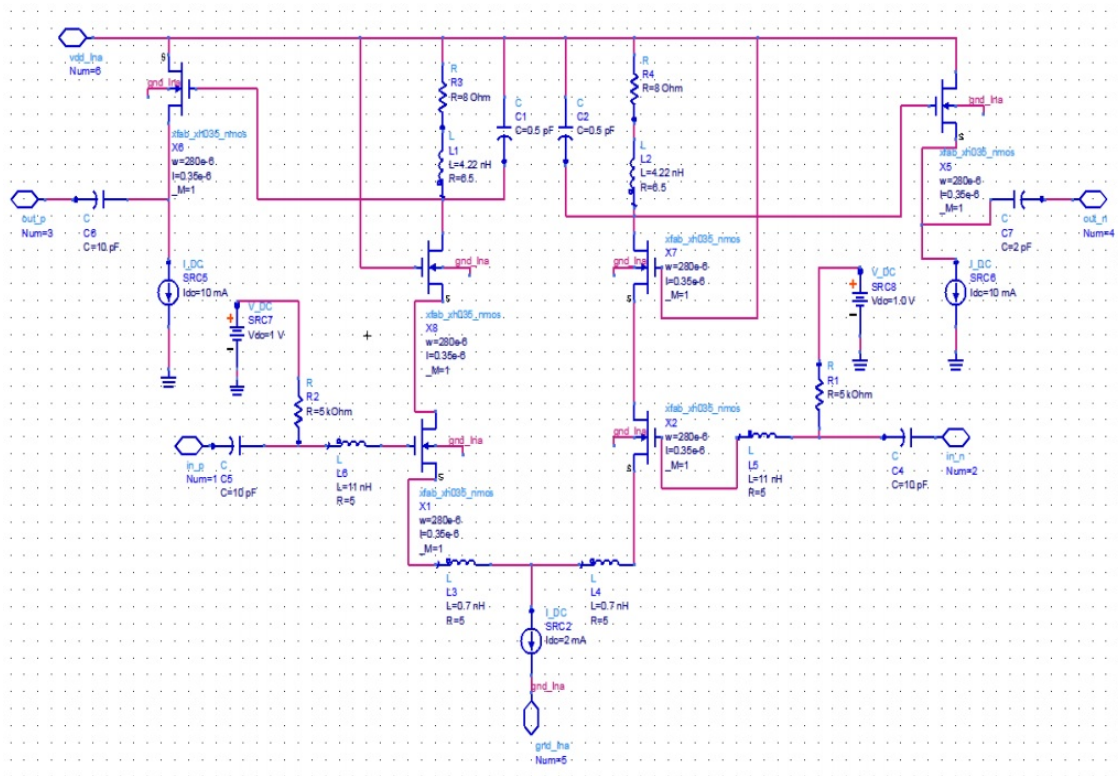 vdd_lna
Num=6
gnd_lna
xfab_xh035_nmos
X6
w=280e-6
l=0.35e-6
_M=1
R
R3
R=8 Ohm
L
L1
L=4.22 nH
R=6.5
C
C1
C=0.5 pF
C
C2
C=0.5 pF
R
R4
R=8 Ohm
L
L2
L=4.22 nH
R=6.5
gnd_lna
xfab_xh035_nmos
X5
w=280e-6
l=0.35e-6
_M=1
out_p
Num=3
C
C6
C=10 pF
out_n
Num=4
C
C7
C=2 pF
I_DC
SRC5
Idc=10 mA
V_DC
SRC7
Vdc=1 V
gnd_lna
xfab_xh035_nmos
X8
w=280e-6
l=0.35e-6
_M=1
xfab_xh035_nmos
X7
w=280e-6
l=0.35e-6
_M=1
gnd_lna
V_DC
SRC8
Vdc=1.0 V
I_DC
SRC6
Idc=10 mA
R
R2
R=5 kOhm
R
R1
R=5 kOhm
in_p
Num=1
C
C5
C=10 pF
L
L6
L=11 nH
R=5
gnd_lna
xfab_xh035_nmos
X1
w=280e-6
l=0.35e-6
_M=1
xfab_xh035_nmos
X2
w=280e-6
l=0.35e-6
_M=1
gnd_lna
L
L5
L=11 nH
R=5
C
C4
C=10 pF
in_n
Num=2
L
L3
L=0.7 nH
R=5
L
L4
L=0.7 nH
R=5
I_DC
SRC2
Idc=2 mA
gnd_lna
gnd_lna
Num=5